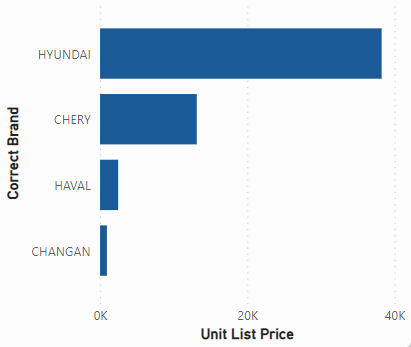 Correct Brand
HYUNDAI
CHERY
HAVAL
CHANGAN
0K 20K 40K
Unit List Price